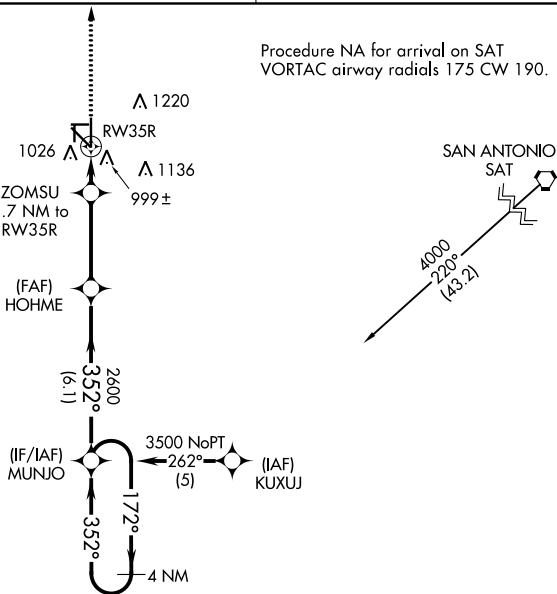 Procedure NA for arrival on SAT
VORTAC airway radials 175 CW 190.
1220
RW35R
1026
1136
999±
ZOMSU
.7 NM to
RW35R
SAN ANTONIO
SAT
4000
220°
(43.2)
(FAF)
HOHME
2600
352°
(6.1)
(IF/IAF)
MUNJO
3500 NoPT
262°
(5)
(IAF)
KUXUJ
352°
172°
4 NM